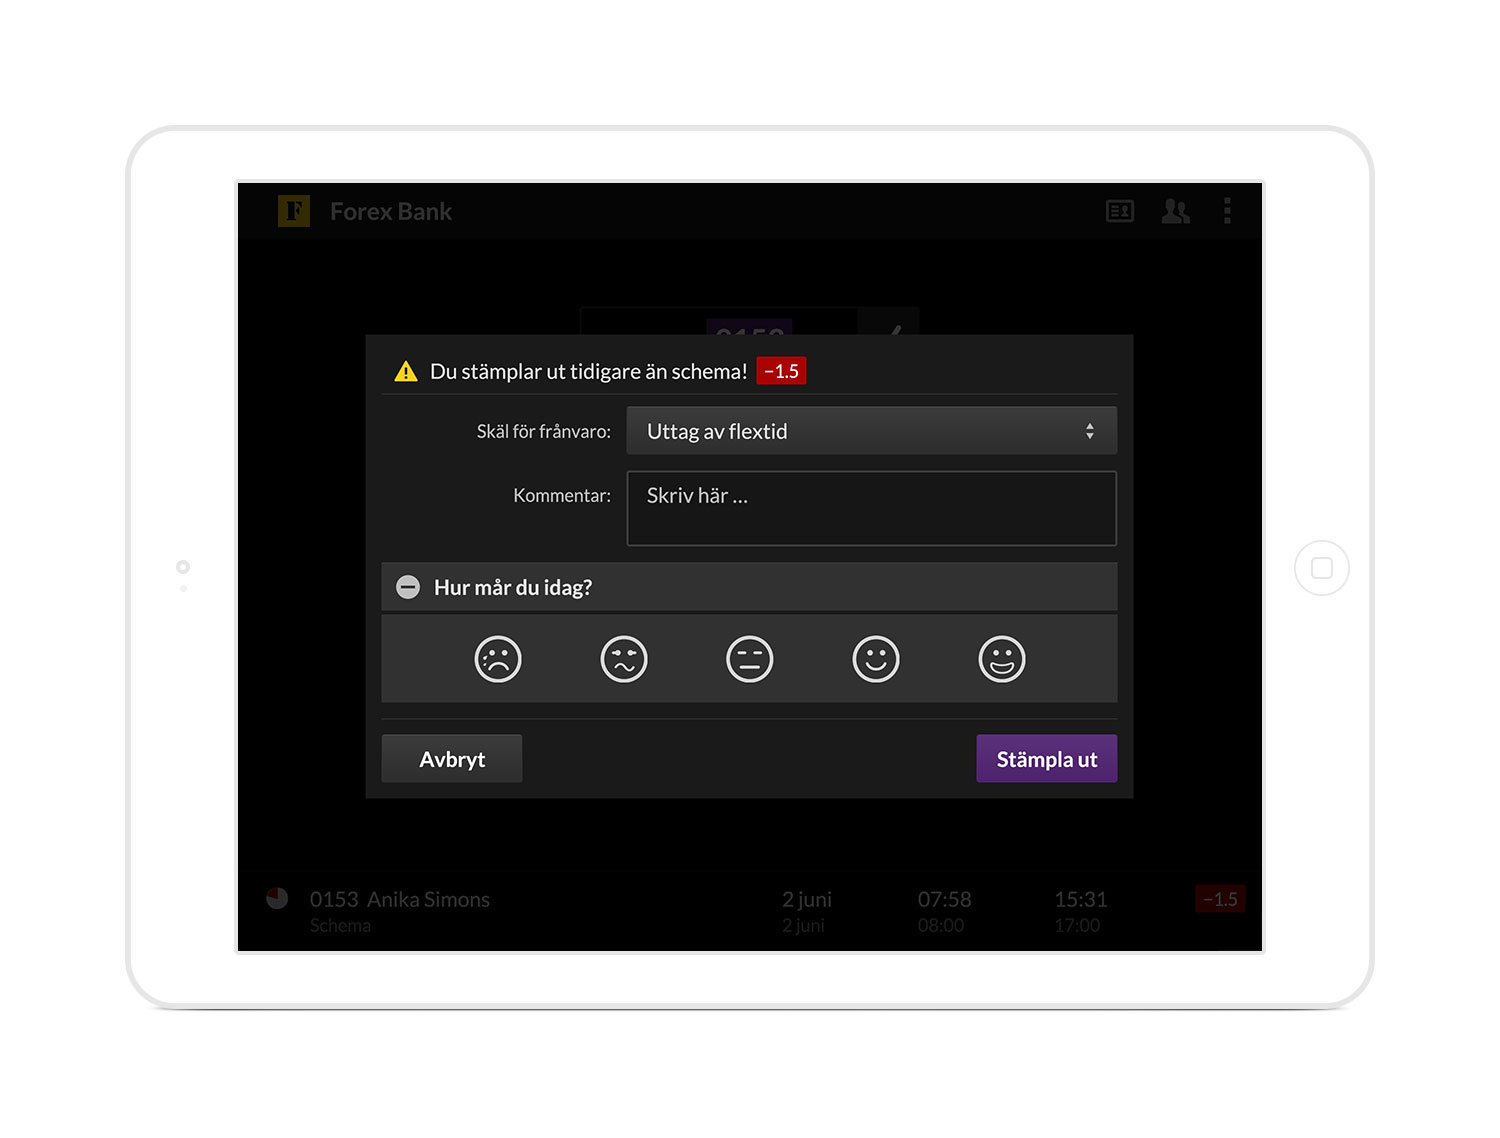 F Forex Bank
0153
Du stämplar ut tidigare än schema! −1.5
Skäl för frånvaro: Uttag av flextid
Kommentar: Skriv här ...
Hur mår du idag?
Avbryt Stämpla ut
0153 Anika Simons 2 juni 07:58 15:31 −1.5
Schema 2 juni 08:00 17:00